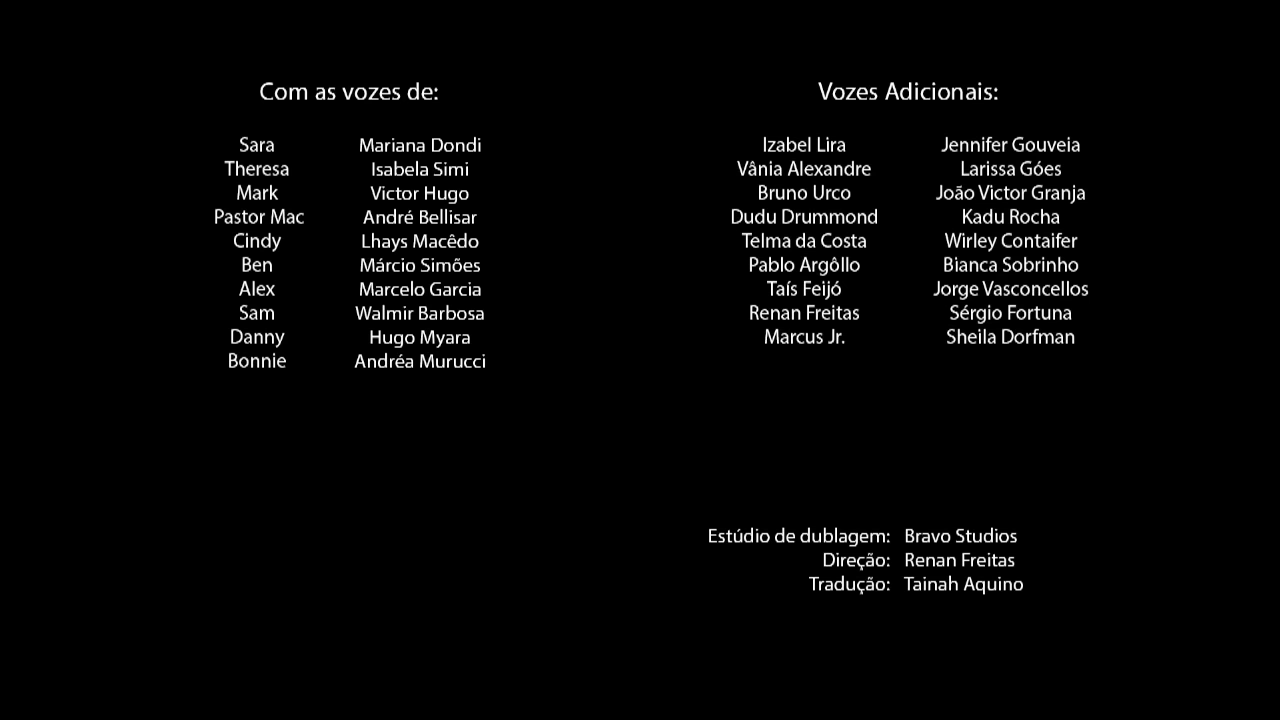 Com as vozes de:
Sara Mariana Dondi
Theresa Isabela Simi
Mark Victor Hugo
Pastor Mac André Bellisar
Cindy Lhays Macêdo
Ben Márcio Simões
Alex Marcelo Garcia
Sam Walmir Barbosa
Danny Hugo Myara
Bonnie Andréa Murucci
Vozes Adicionais:
Izabel Lira Jennifer Gouveia
Vânia Alexandre Larissa Góes
Bruno Urco João Victor Granja
Dudu Drummond Kadu Rocha
Telma da Costa Wirley Contaifer
Pablo Argôllo Bianca Sobrinho
Taís Feijó Jorge Vasconcellos
Renan Freitas Sérgio Fortuna
Marcus Jr. Sheila Dorfman
Estúdio de dublagem: Bravo Studios
Direção: Renan Freitas
Tradução: Tainah Aquino